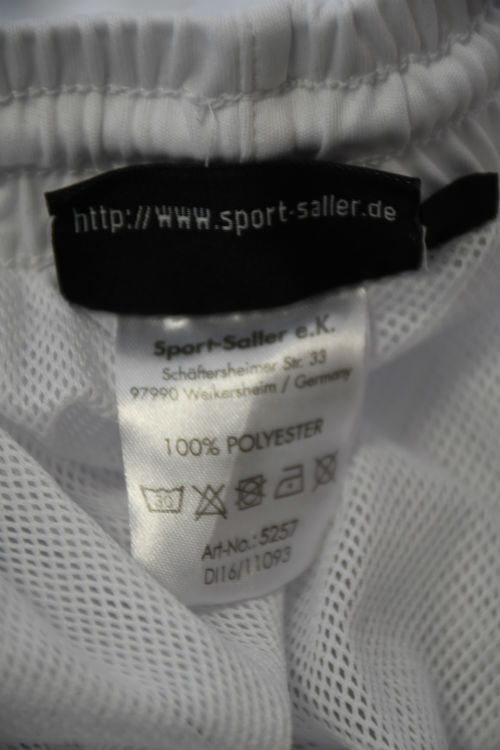 http://www.sport-saller.de
Sport-Saller e.K.
Schäftersheimer Str. 33
97990 Weikersheim / Germany
100% POLYESTER
30
Art-No.: 5257
DI16/11093